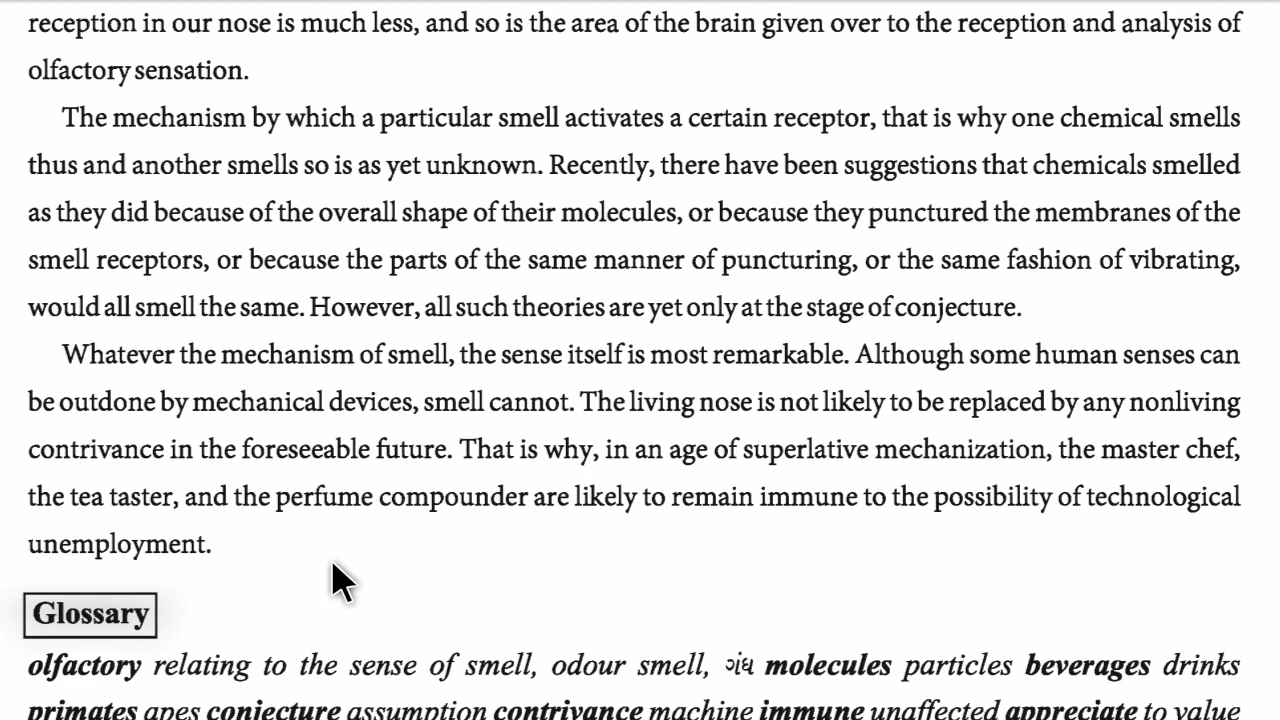 reception in our nose is much less, and so is the area of the brain given over to the reception and analysis of
olfactory sensation.
The mechanism by which a particular smell activates a certain receptor, that is why one chemical smells
thus and another smells so is as yet unknown. Recently, there have been suggestions that chemicals smelled
as they did because of the overall shape of their molecules, or because they punctured the membranes of the
smell receptors, or because the parts of the same manner of puncturing, or the same fashion of vibrating,
would all smell the same. However, all such theories are yet only at the stage of conjecture.
Whatever the mechanism of smell, the sense itself is most remarkable. Although some human senses can
be outdone by mechanical devices, smell cannot. The living nose is not likely to be replaced by any nonliving
contrivance in the foreseeable future. That is why, in an age of superlative mechanization, the master chef,
the tea taster, and the perfume compounder are likely to remain immune to the possibility of technological
unemployment.
Glossary
olfactory relating to the sense of smell, odour smell, ગંધ molecules particles beverages drinks
primates apes conjecture assumption contrivance machine immune unaffected appreciate to value